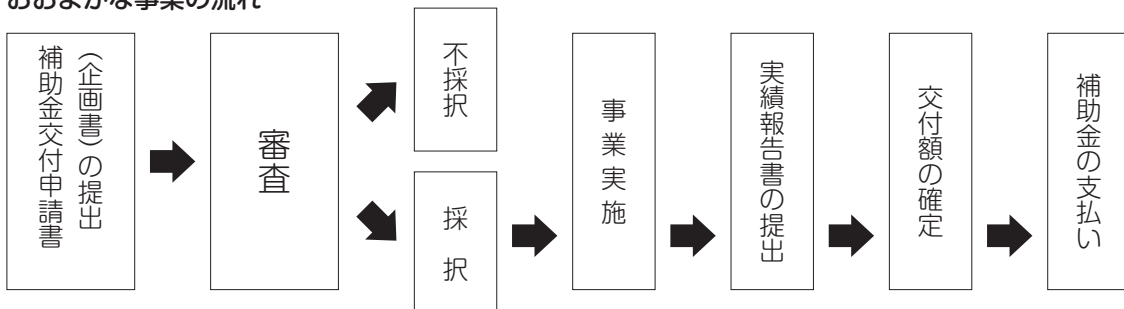 おおまかな事業の流れ
補助金交付申請書
（企画書）の提出
審査
不採択
採択
事業実施
実績報告書の提出
交付額の確定
補助金の支払い